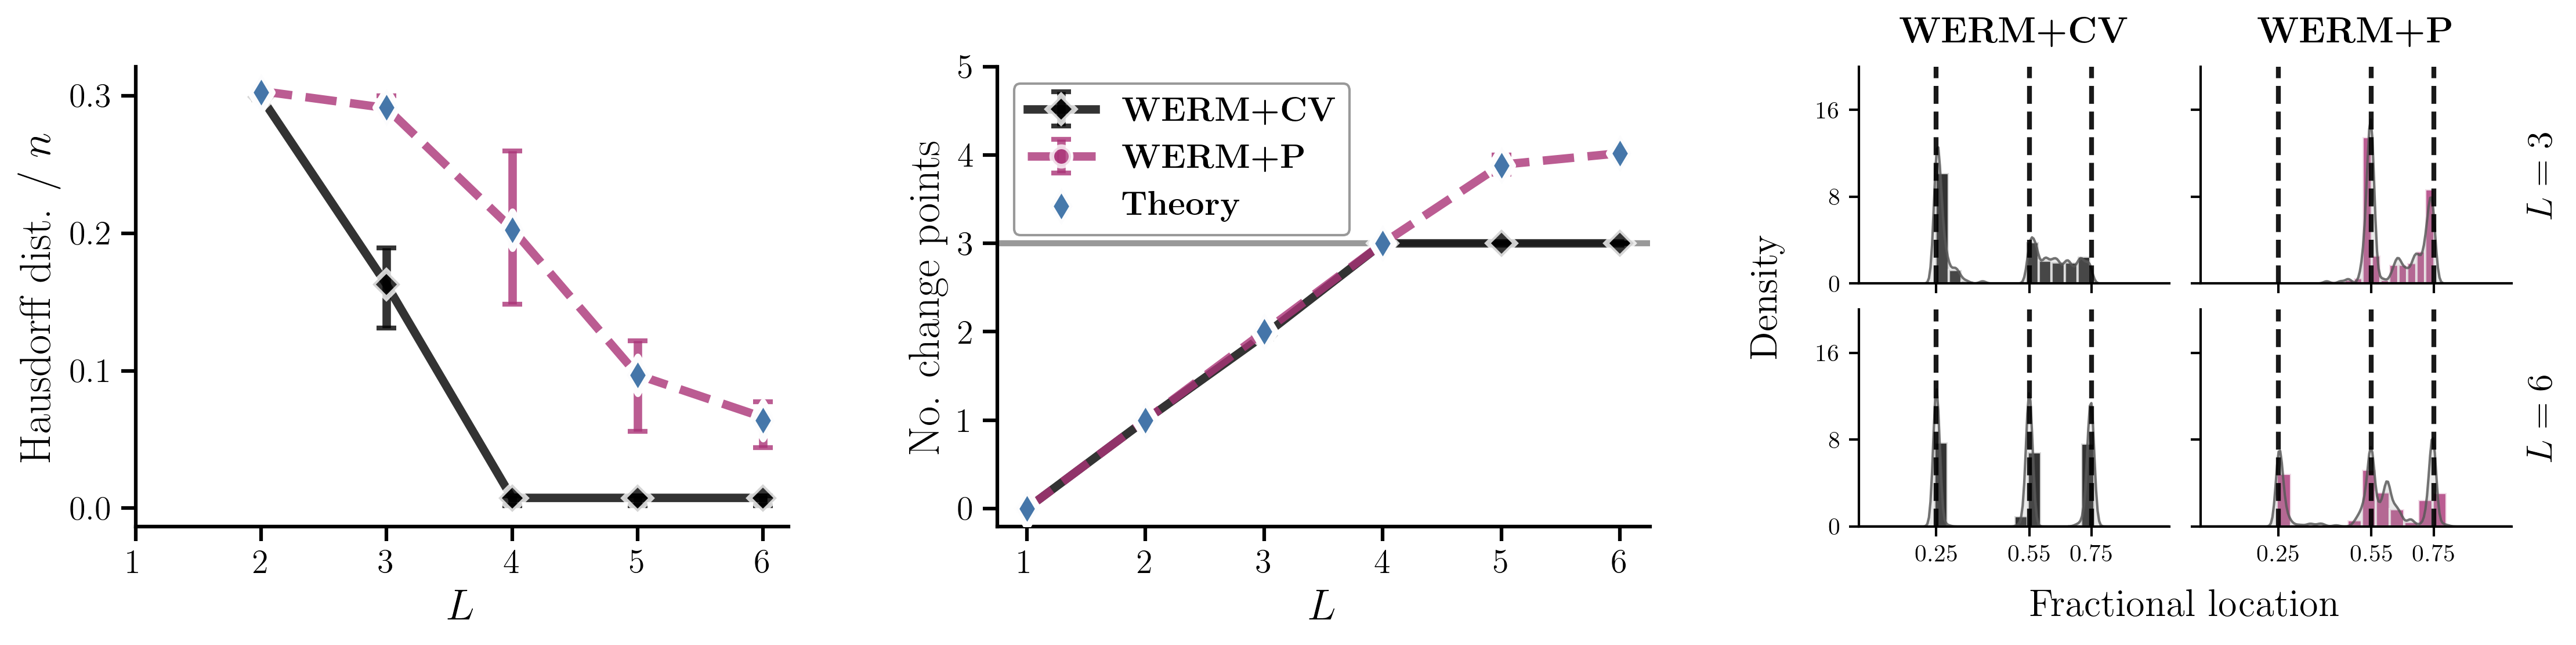 Hausdorff dist. / n
0.3
0.2
0.1
0.0
1 2 3 4 5 6
L
No. change points
5
4
3
2
1
0
WERM+CV
WERM+P
Theory
1 2 3 4 5 6
L
WERM+CV WERM+P
Density
16
8
0
L = 3
16
8
0
L = 6
0.25 0.55 0.75 0.25 0.55 0.75
Fractional location